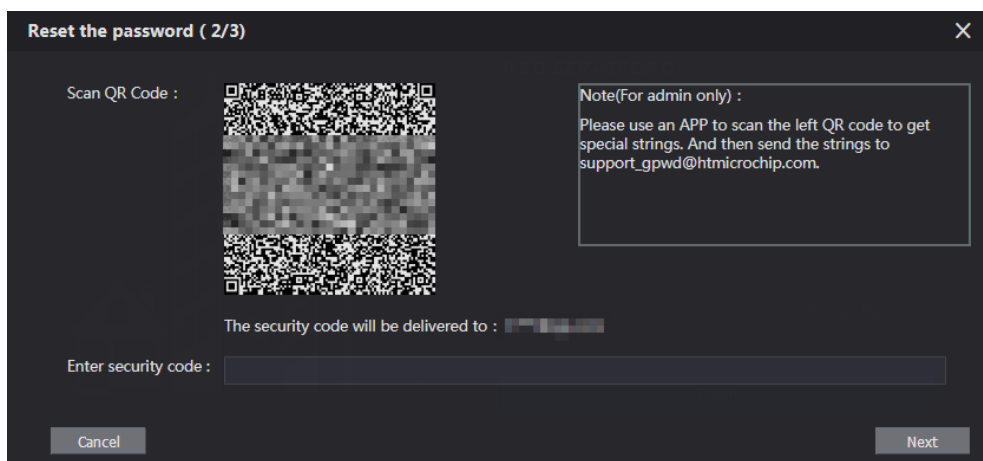 Reset the password ( 2/3)
Scan QR Code :
Note(For admin only) :
Please use an APP to scan the left QR code to get
special strings. And then send the strings to
support_gpwd@htmicrochip.com.
The security code will be delivered to :
Enter security code :
Cancel
Next